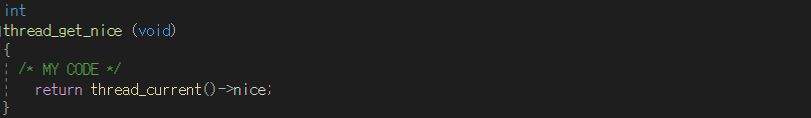 int
thread_get_nice (void)
{
/* MY CODE */
return thread_current()->nice;
}